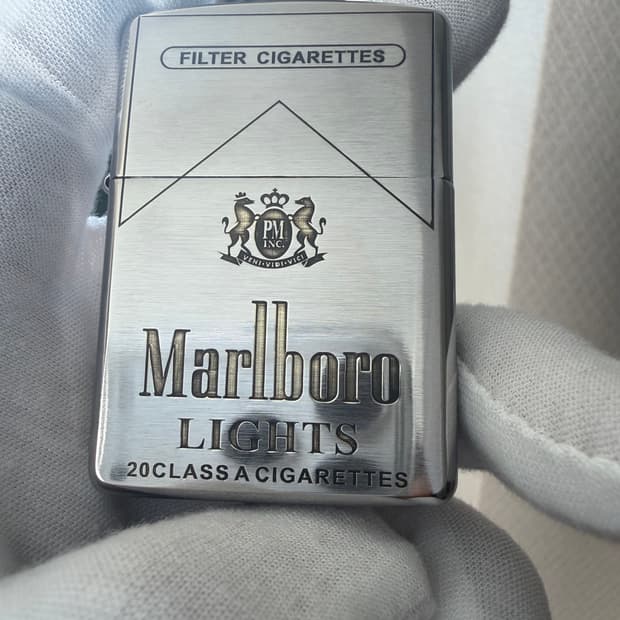 FILTER CIGARETTES
PM
INC.
VENI·VIDI·VICI
Marlboro
LIGHTS
20 CLASS A CIGARETTES